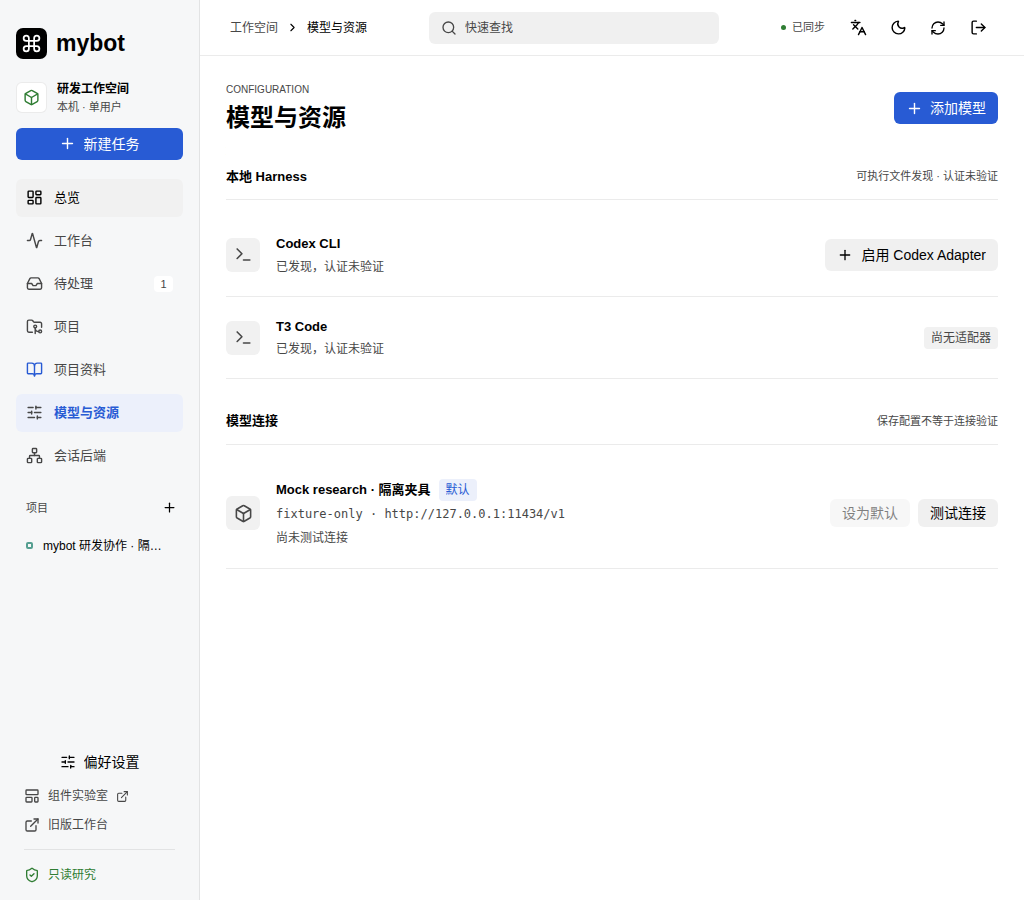 mybot
研发工作空间
本机 · 单用户
新建任务
总览
工作台
待处理 1
项目
项目资料
模型与资源
会话后端
项目
mybot 研发协作 · 隔…
偏好设置
组件实验室
旧版工作台
只读研究
工作空间 模型与资源
快速查找
已同步
CONFIGURATION
模型与资源
添加模型
本地 Harness
可执行文件发现 · 认证未验证
Codex CLI
已发现，认证未验证
启用 Codex Adapter
T3 Code
已发现，认证未验证
尚无适配器
模型连接
保存配置不等于连接验证
Mock research · 隔离夹具 默认
fixture-only · http://127.0.0.1:11434/v1
尚未测试连接
设为默认
测试连接